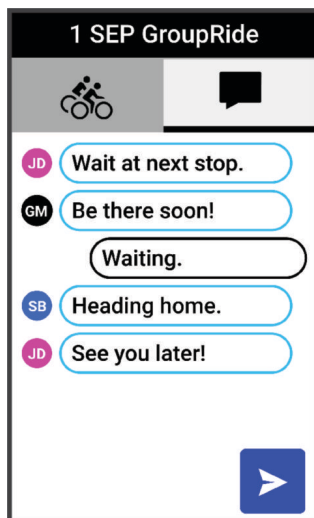 1 SEP GroupRide
JD Wait at next stop.
GM Be there soon!
Waiting.
SB Heading home.
JD See you later!